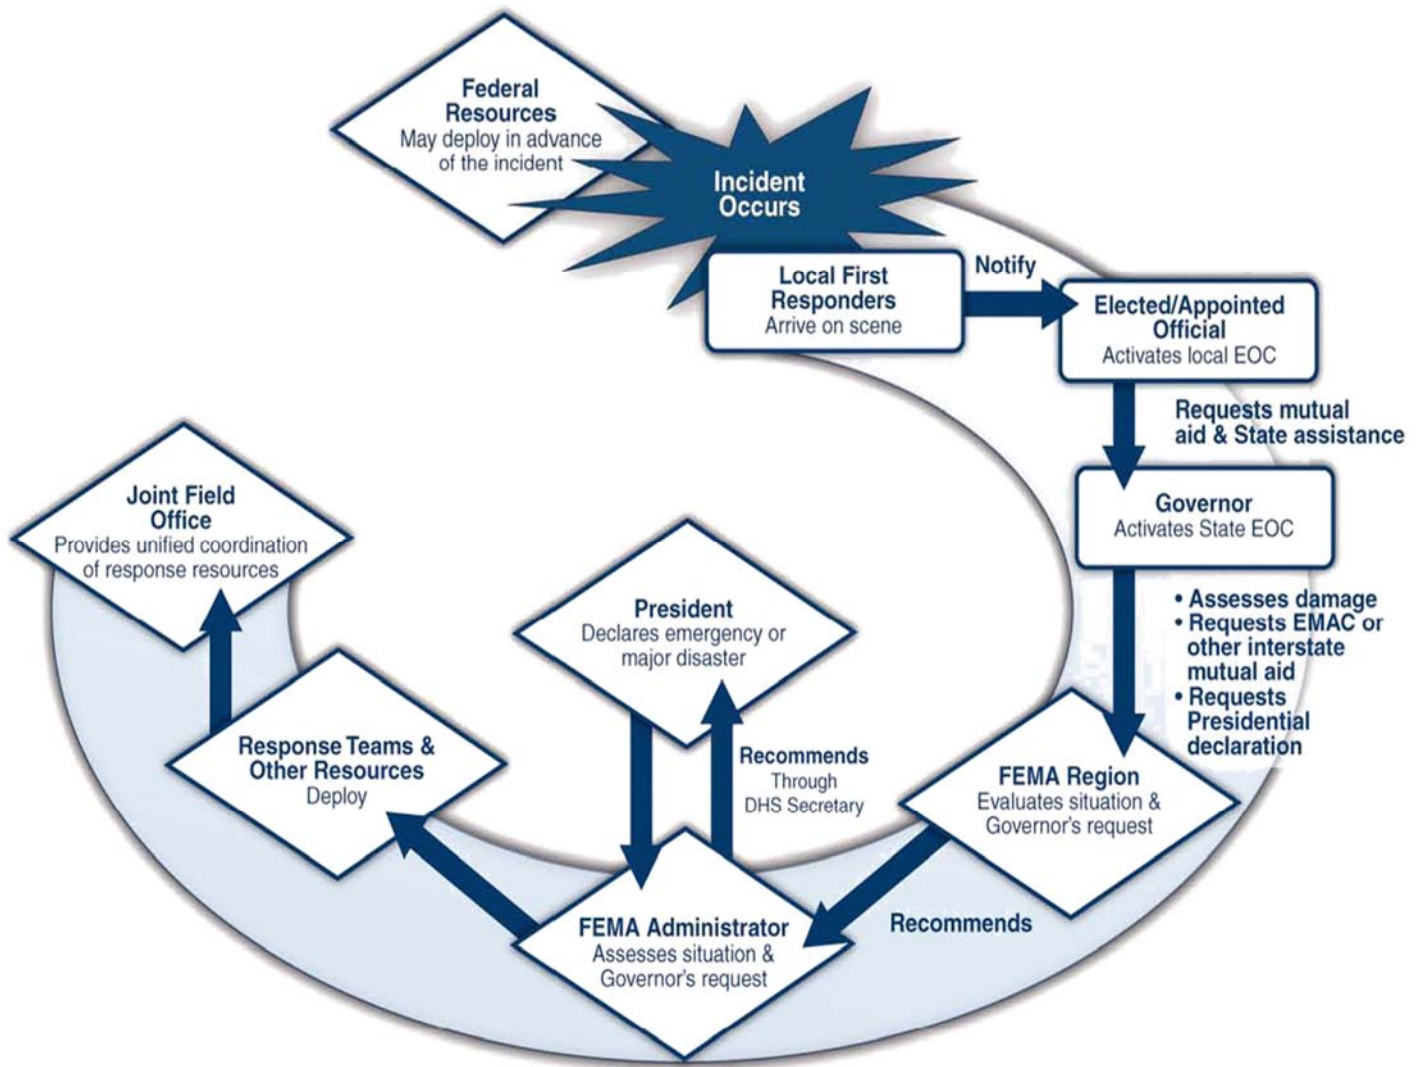 Federal
Resources
May deploy in advance
of the incident
Incident
Occurs
Local First
Responders
Arrive on scene
Notify
Elected/Appointed
Official
Activates local EOC
Requests mutual
aid & State assistance
Governor
Activates State EOC
• Assesses damage
• Requests EMAC or
other interstate
mutual aid
• Requests
Presidential
declaration
FEMA Region
Evaluates situation &
Governor's request
Recommends
FEMA Administrator
Assesses situation &
Governor's request
Recommends
Through
DHS Secretary
President
Declares emergency or
major disaster
Response Teams &
Other Resources
Deploy
Joint Field
Office
Provides unified coordination
of response resources